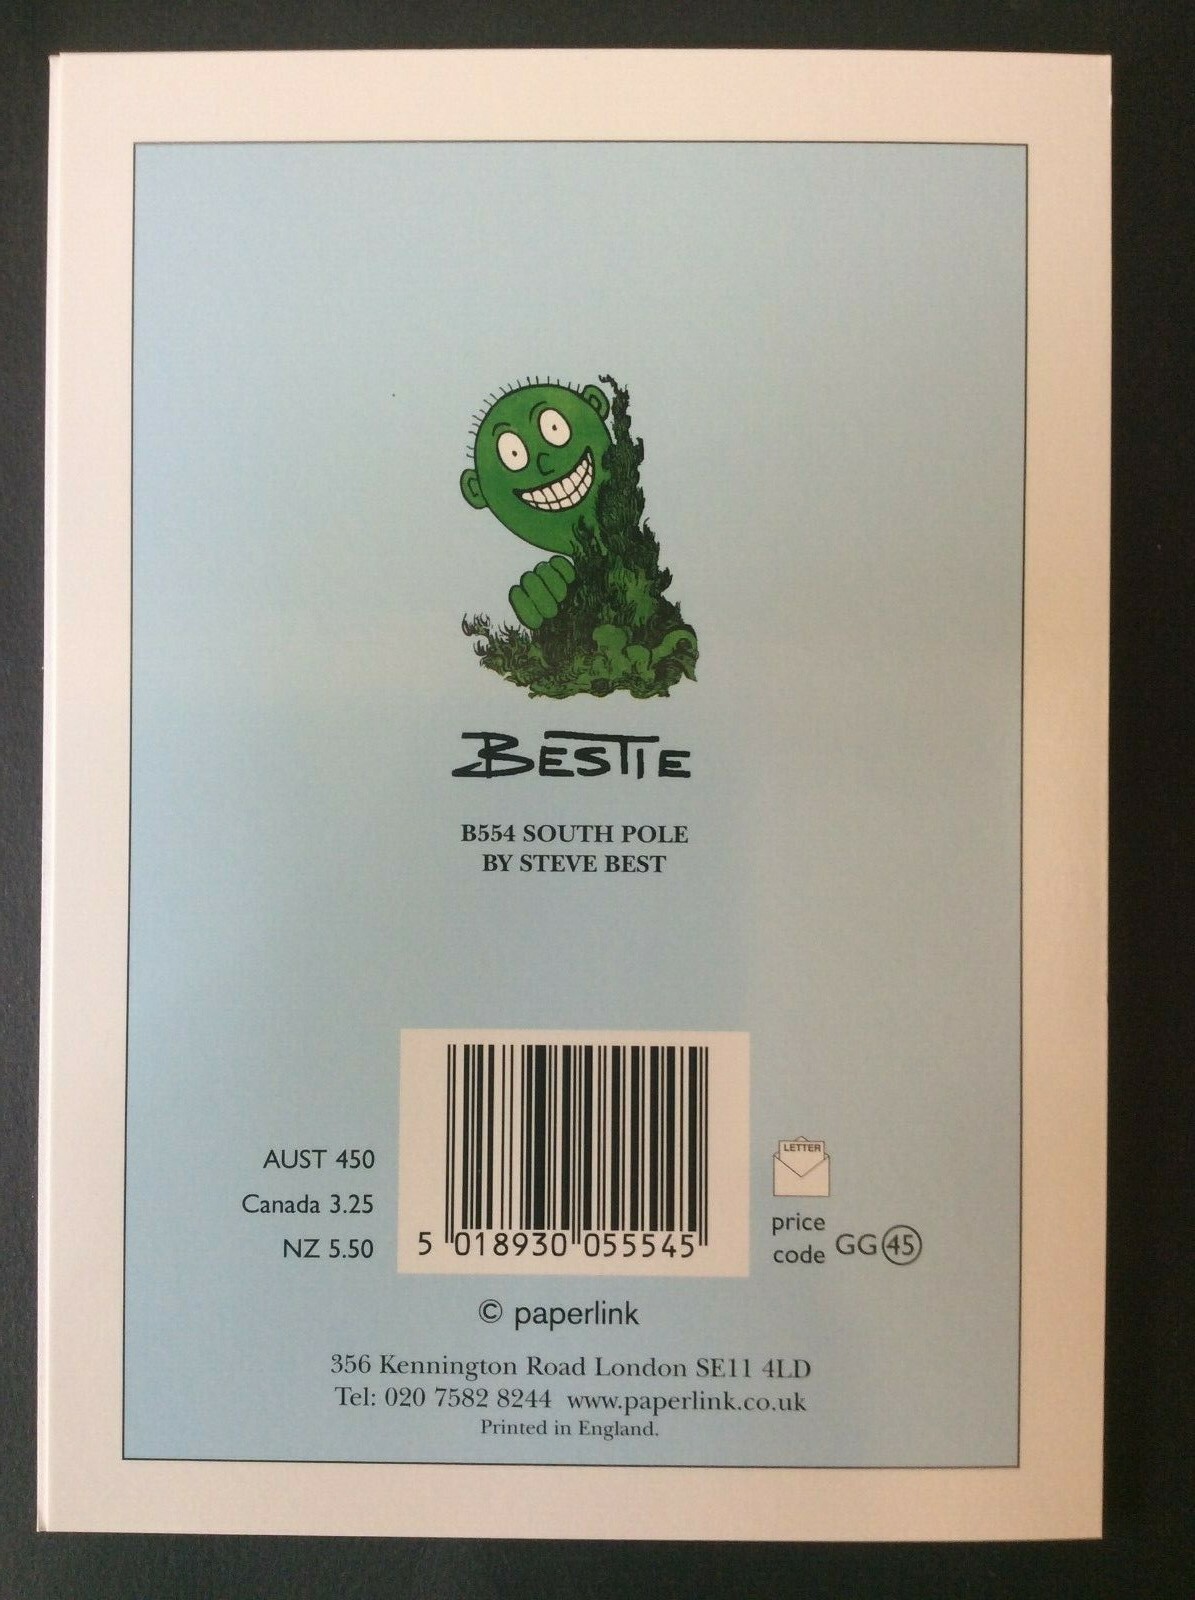 BESTIE
B554 SOUTH POLE
BY STEVE BEST
AUST 450
Canada 3.25
NZ 5.50
5 018930 055545
LETTER
price
code GG 45
© paperlink
356 Kennington Road London SE11 4LD
Tel: 020 7582 8244 www.paperlink.co.uk
Printed in England.